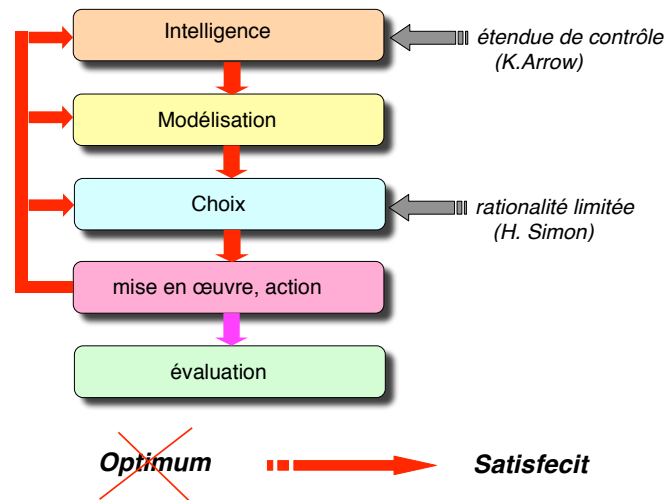 Intelligence
étendue de contrôle
(K.Arrow)
Modélisation
Choix
rationalité limitée
(H. Simon)
mise en œuvre, action
évaluation
Optimum
Satisfecit